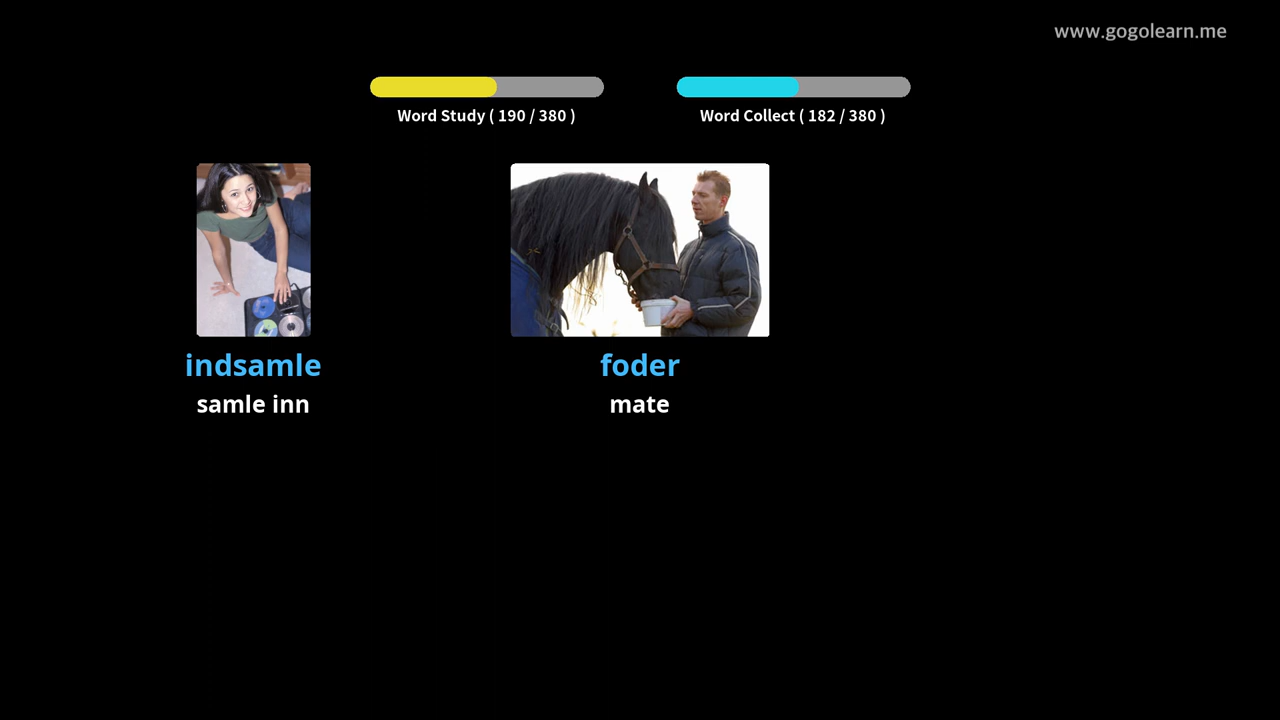 www.gogolearn.me
Word Study ( 190 / 380 )
Word Collect ( 182 / 380 )
indsamle
samle inn
foder
mate